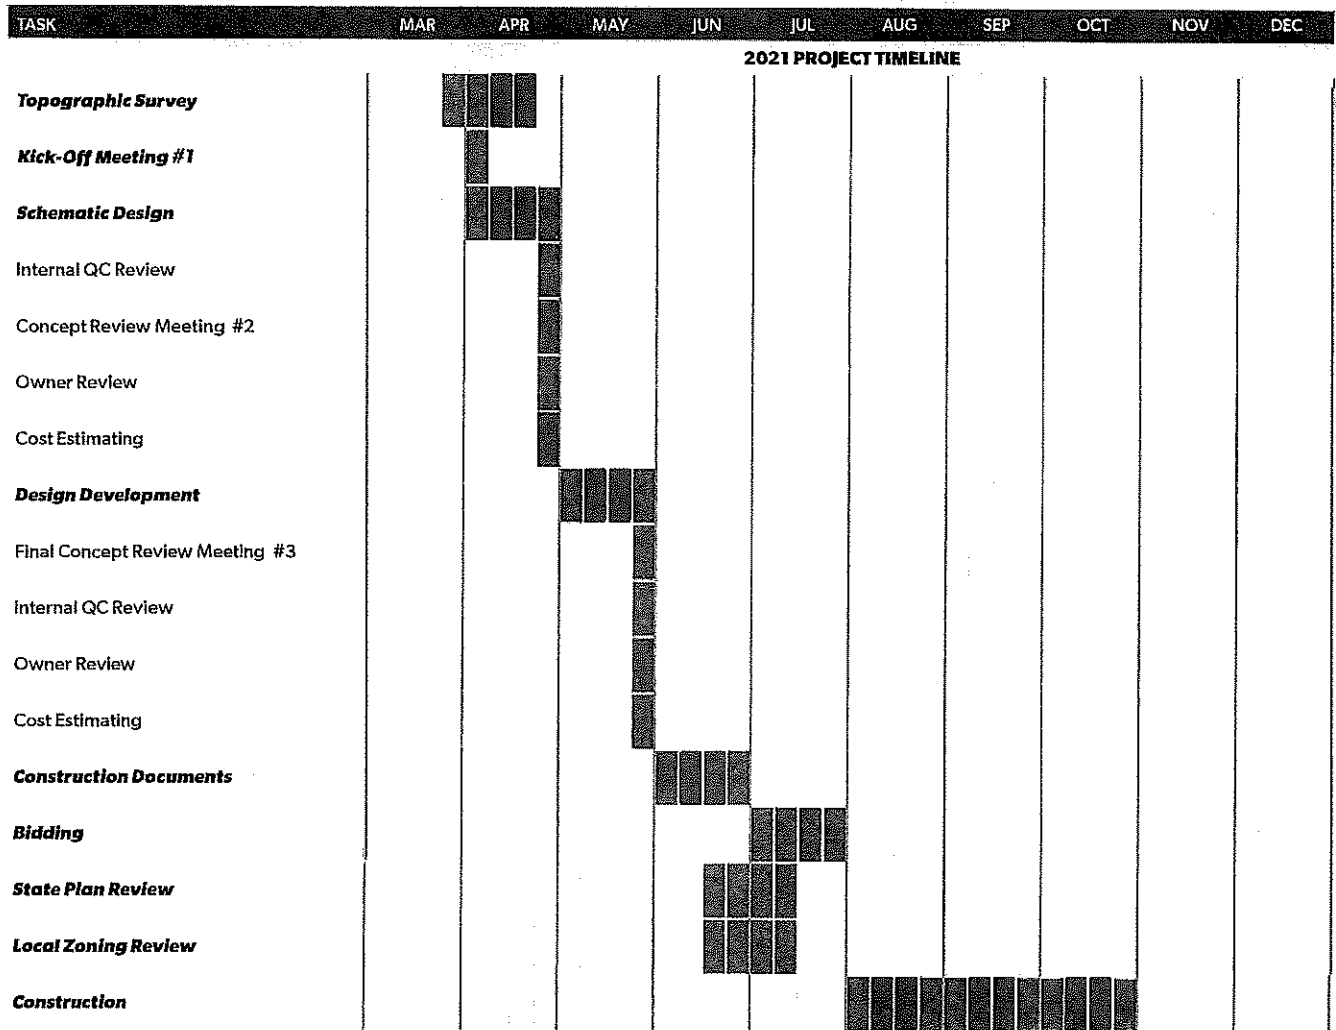 TASK MAR APR MAY JUN JUL AUG SEP OCT NOV DEC
2021 PROJECT TIMELINE
Topographic Survey
Kick-Off Meeting #1
Schematic Design
Internal QC Review
Concept Review Meeting #2
Owner Review
Cost Estimating
Design Development
Final Concept Review Meeting #3
Internal QC Review
Owner Review
Cost Estimating
Construction Documents
Bidding
State Plan Review
Local Zoning Review
Construction